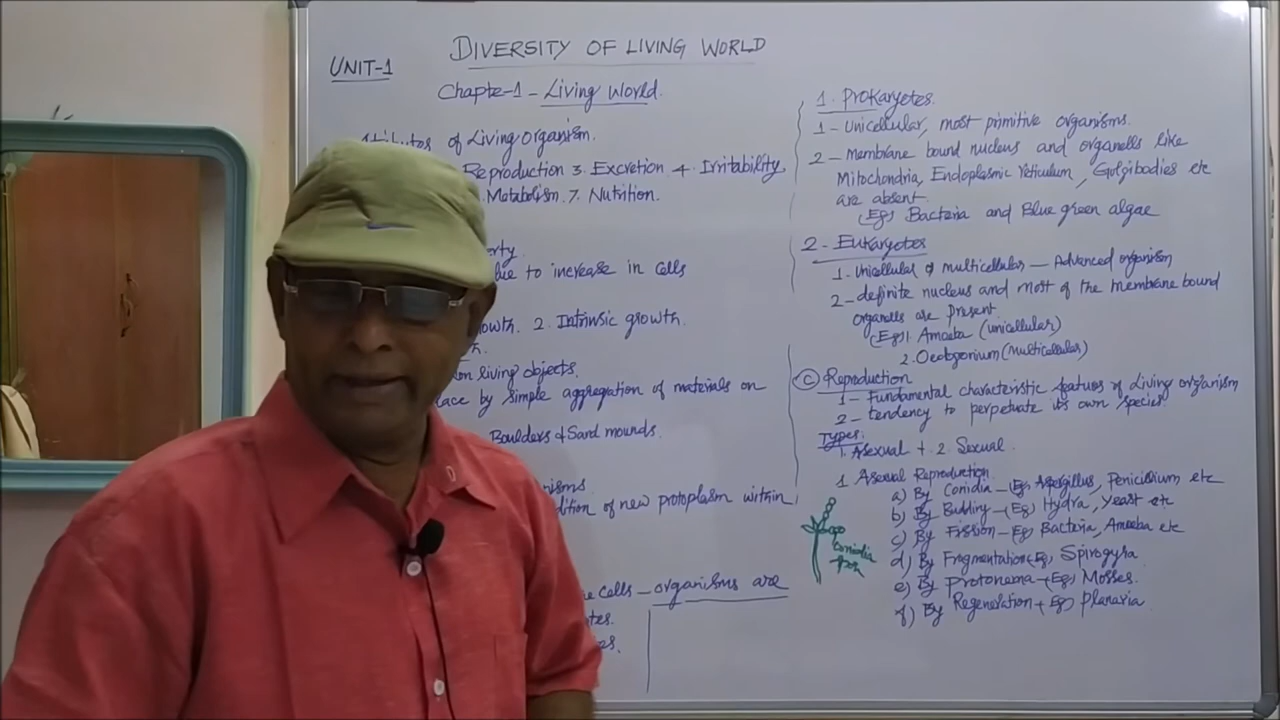 DIVERSITY OF LIVING WORLD
UNIT-1
Chapte-1 - Living World.
of Living organism.
Reproduction 3. Excretion 4. Irritability
Metabolism. 7. Nutrition.
due to increase in cells
2. Intrinsic growth.
living objects.
by simple aggregation of materials on
Boulders & Sand mounds.
of new protoplasm within
cells - organisms are
1. Prokaryetes.
1 - Unicellular, most primitive organisms.
2 - Membrane bound nucleus and organells like
Mitochondria, Endoplasmic reticulum, Golgibodies etc
are absent.
(Eg) Bacteria and Blue green algae
2 - Eukaryotes
1 - Unicellular & multicellular - Advanced organism
2 - definite nucleus and most of the membrane bound
organells are present
(Eg) 1. Amoeba (unicellular)
2. Oedogonium (multicellular)
(C) Reproduction
1 - Fundamental characteristic features of Living organism
2 - tendency to perpetuate its own species.
Types:
1. Asexual + 2. Sexual.
1. Asexual Reproduction
a) By Conidia - (Eg) Aspergillus, Penicillium etc
b) By Budding - (Eg) Hydra, Yeast etc
c) By Fission - (Eg) Bacteria, Amoeba etc
d) By Fragmentation (Eg) Spirogyra
e) By Protonema - (Eg) Mosses.
f) By Regeneration + (Eg) Planaria
conidia